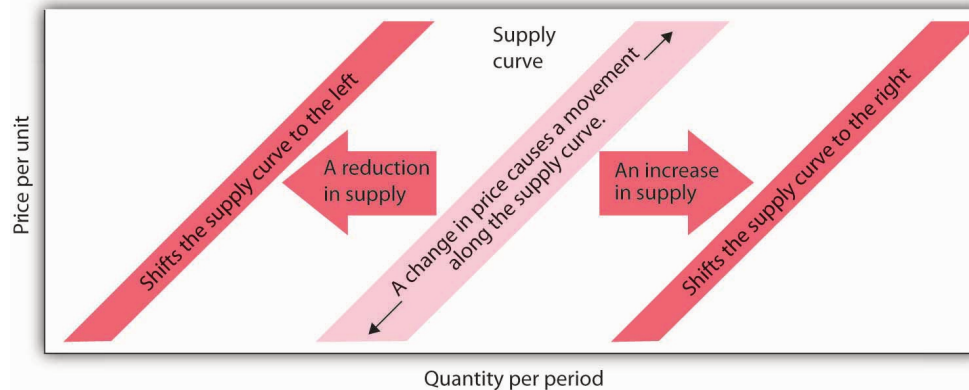 Supply
curve
Shifts the supply curve to the left
A reduction
in supply
A change in price causes a movement
along the supply curve.
An increase
in supply
Shifts the supply curve to the right
Price per unit
Quantity per period